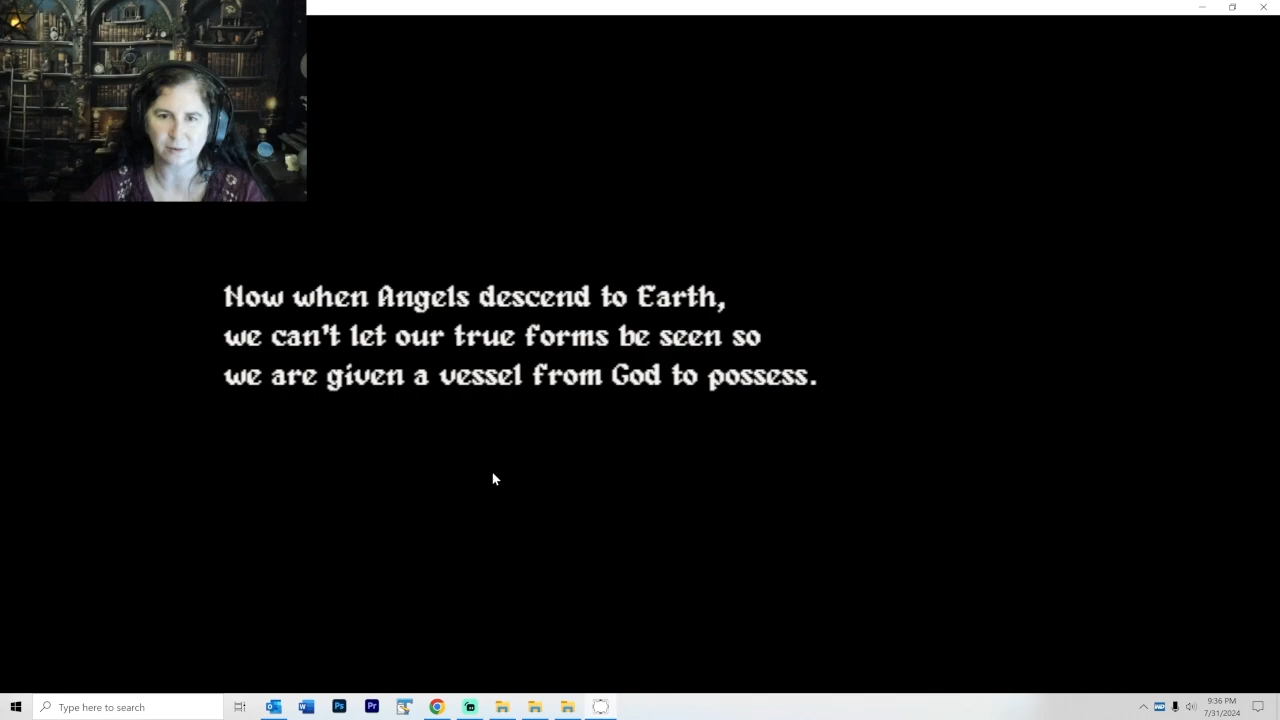 Now when Angels descend to Earth,
we can't let our true forms be seen so
we are given a vessel from God to possess.
Type here to search
9:36 PM
7/31/2024